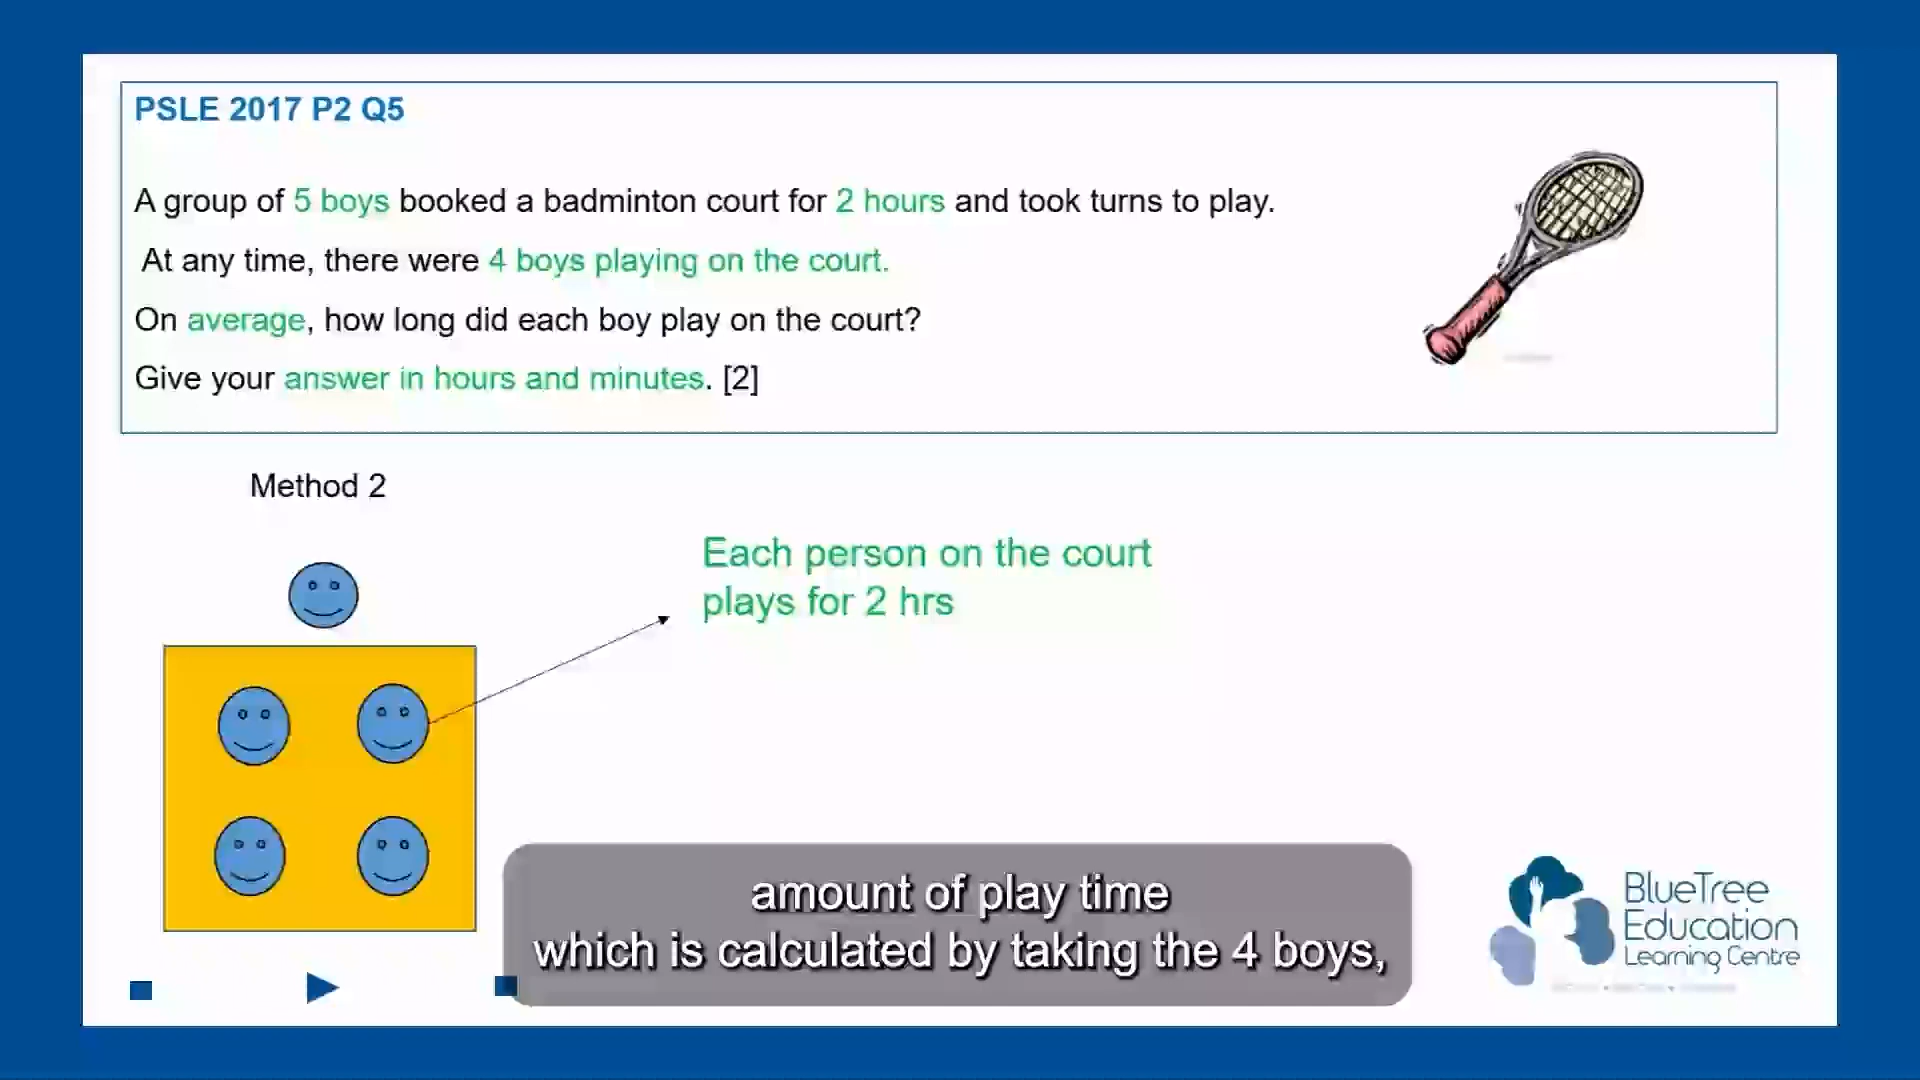 PSLE 2017 P2 Q5
A group of 5 boys booked a badminton court for 2 hours and took turns to play.
At any time, there were 4 boys playing on the court.
On average, how long did each boy play on the court?
Give your answer in hours and minutes. [2]
Method 2
Each person on the court
plays for 2 hrs
amount of play time
which is calculated by taking the 4 boys,
BlueTree
Education
Learning Centre